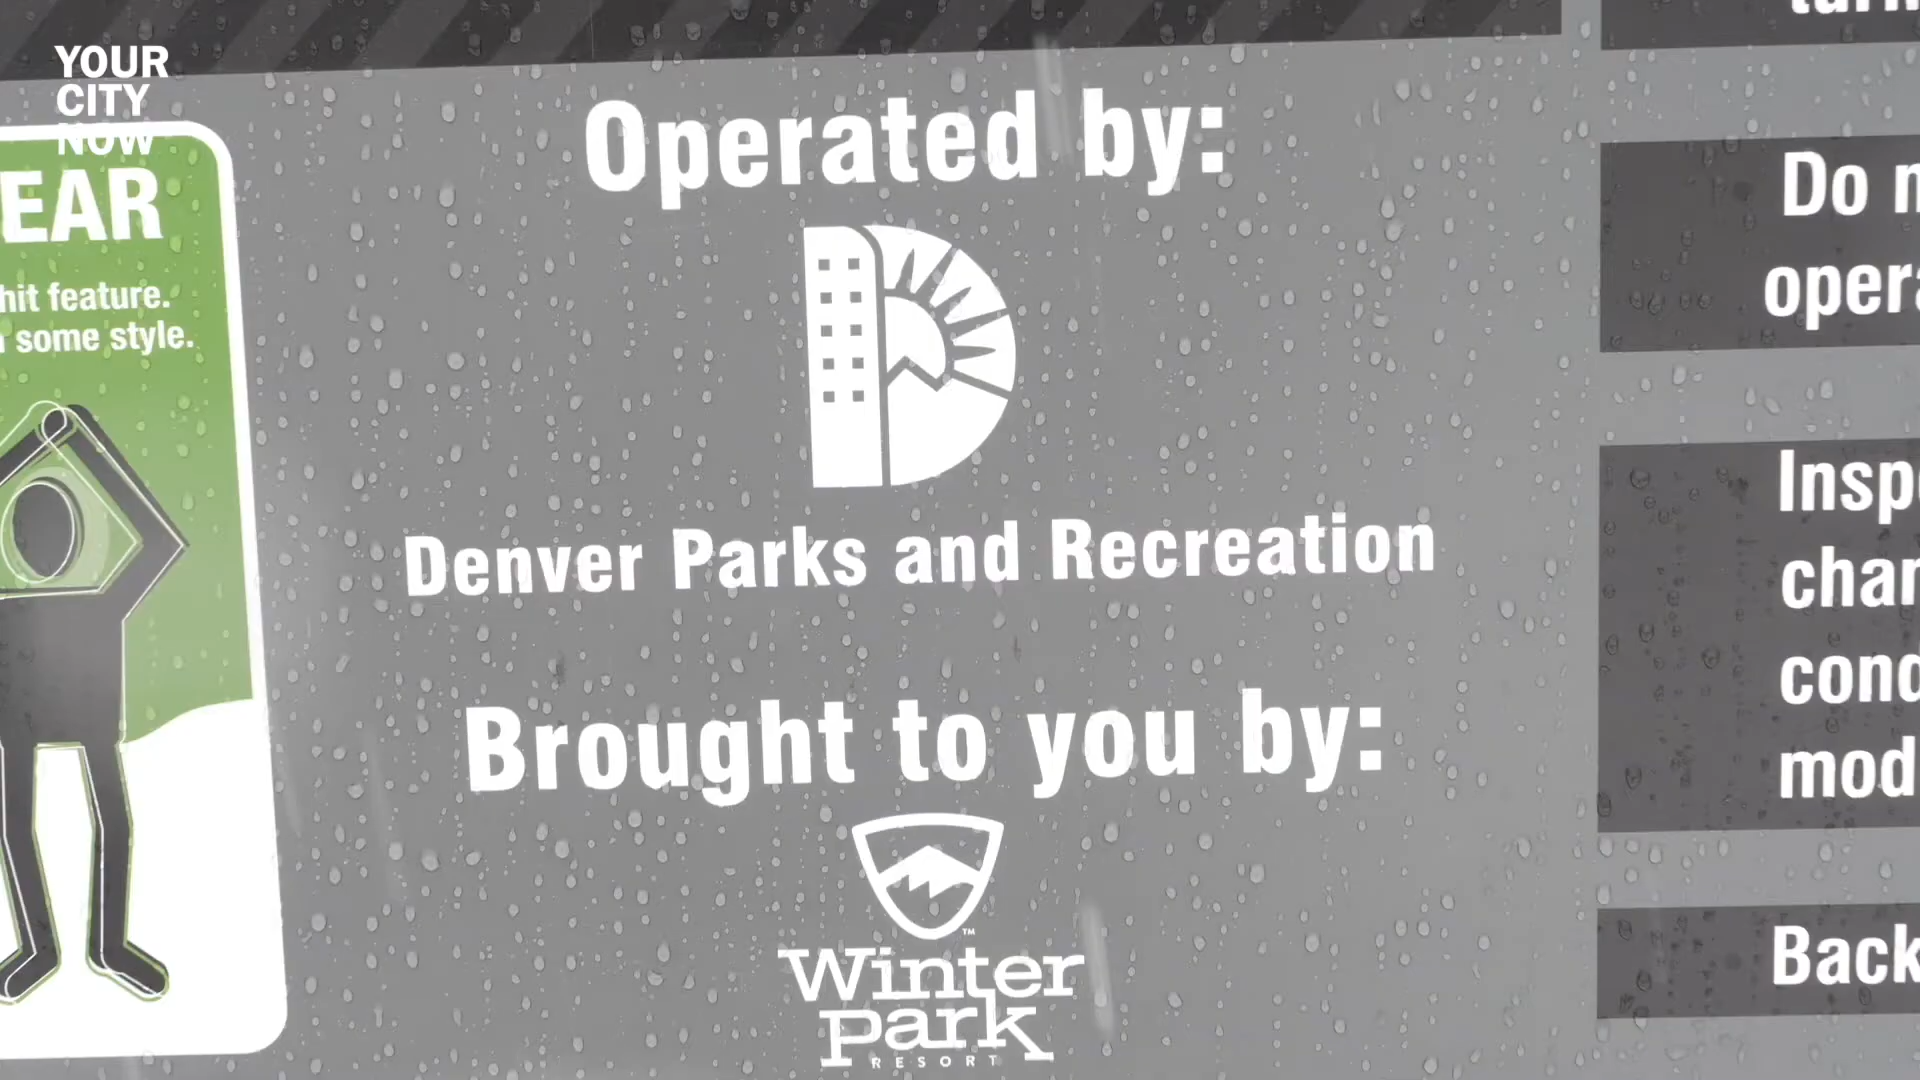 YOUR
CITY
NOW
EAR
hit feature.
some style.
Operated by:
Denver Parks and Recreation
Brought to you by:
TM
Winter
Park
RESORT
Do
Back